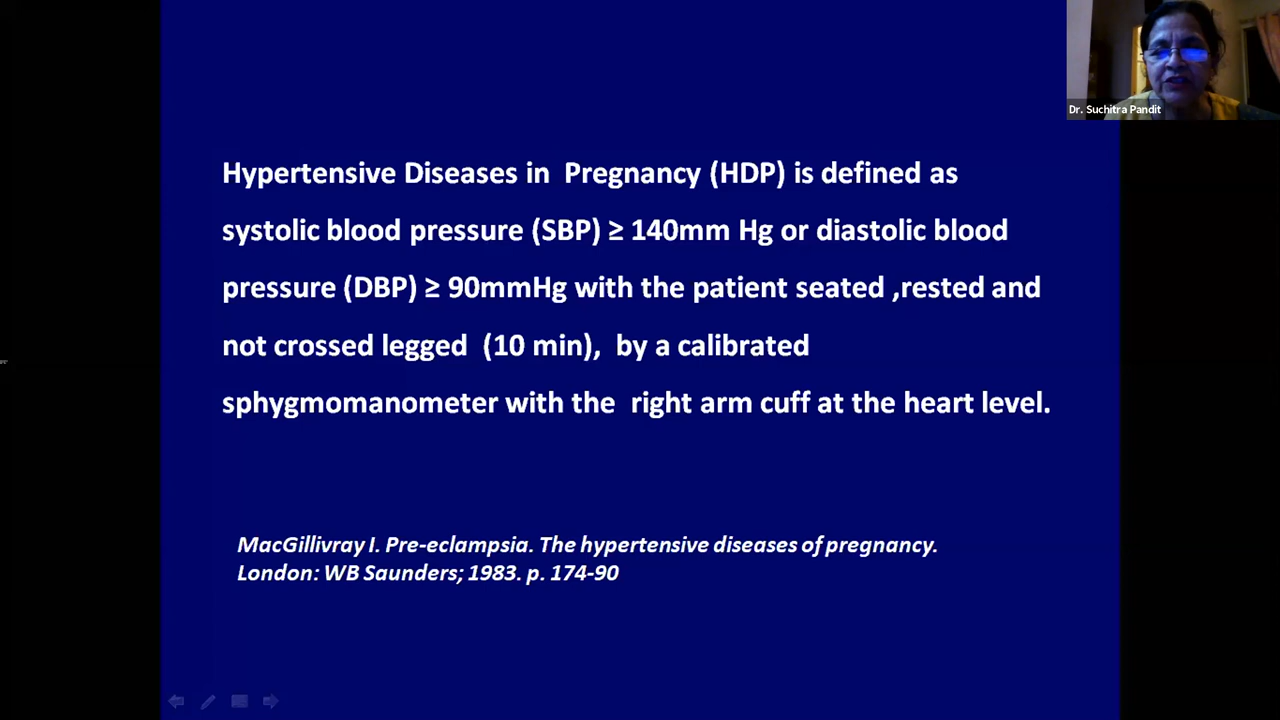 Dr. Suchitra Pandit
Hypertensive Diseases in Pregnancy (HDP) is defined as
systolic blood pressure (SBP) ≥ 140mm Hg or diastolic blood
pressure (DBP) ≥ 90mmHg with the patient seated ,rested and
not crossed legged (10 min), by a calibrated
sphygmomanometer with the right arm cuff at the heart level.
MacGillivray I. Pre-eclampsia. The hypertensive diseases of pregnancy.
London: WB Saunders; 1983. p. 174-90